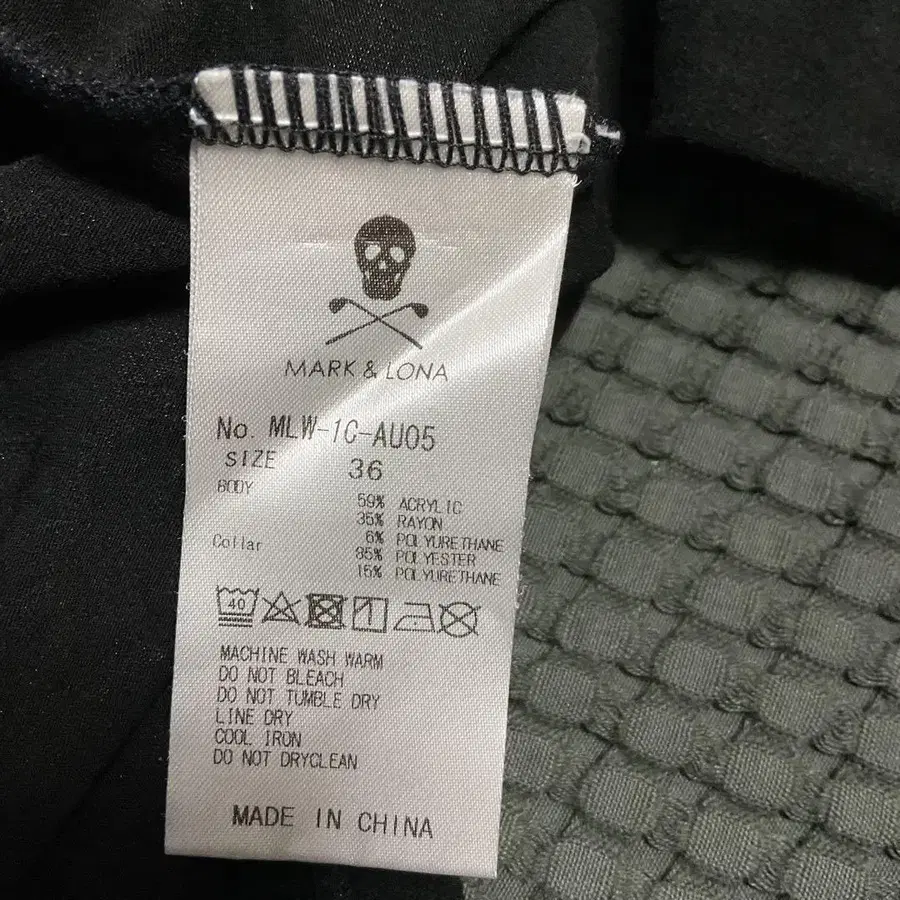 MARK & LONA
No. MLW-1C-AU05
SIZE 36
BODY
59% ACRYLIC
35% RAYON
6% POLYURETHANE
Collar 85% POLYESTER
15% POLYURETHANE
40
MACHINE WASH WARM
DO NOT BLEACH
DO NOT TUMBLE DRY
LINE DRY
COOL IRON
DO NOT DRYCLEAN
MADE IN CHINA